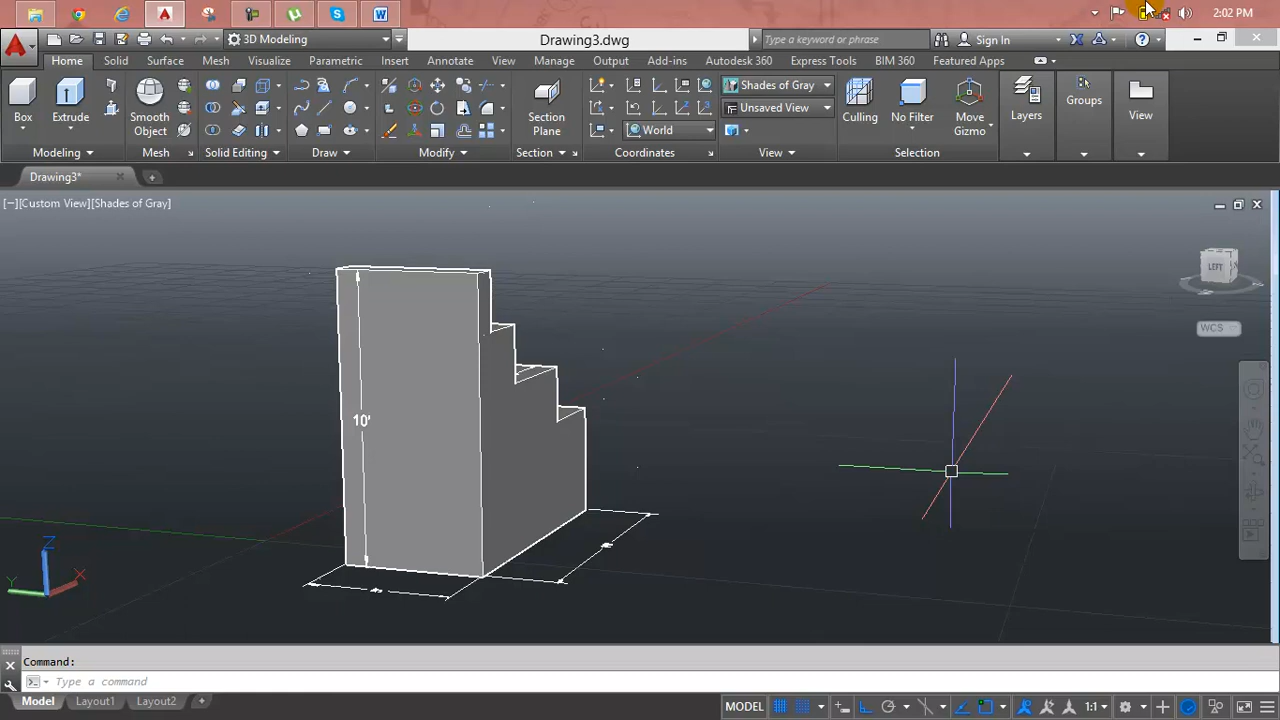 2:02 PM
3D Modeling
Drawing3.dwg
Type a keyword or phrase
Sign In
Home Solid Surface Mesh Visualize Parametric Insert Annotate View Manage Output Add-ins Autodesk 360 Express Tools BIM 360 Featured Apps
Box
Extrude
Smooth
Object
Section
Plane
Shades of Gray
Unsaved View
World
Culling
No Filter
Move
Gizmo
Layers
Groups
View
Modeling
Mesh
Solid Editing
Draw
Modify
Section
Coordinates
View
Selection
Drawing3*
[−][Custom View][Shades of Gray]
LEFT
WCS
10'
Z
Y
X
Command:
Type a command
Model Layout1 Layout2 +
MODEL
1:1